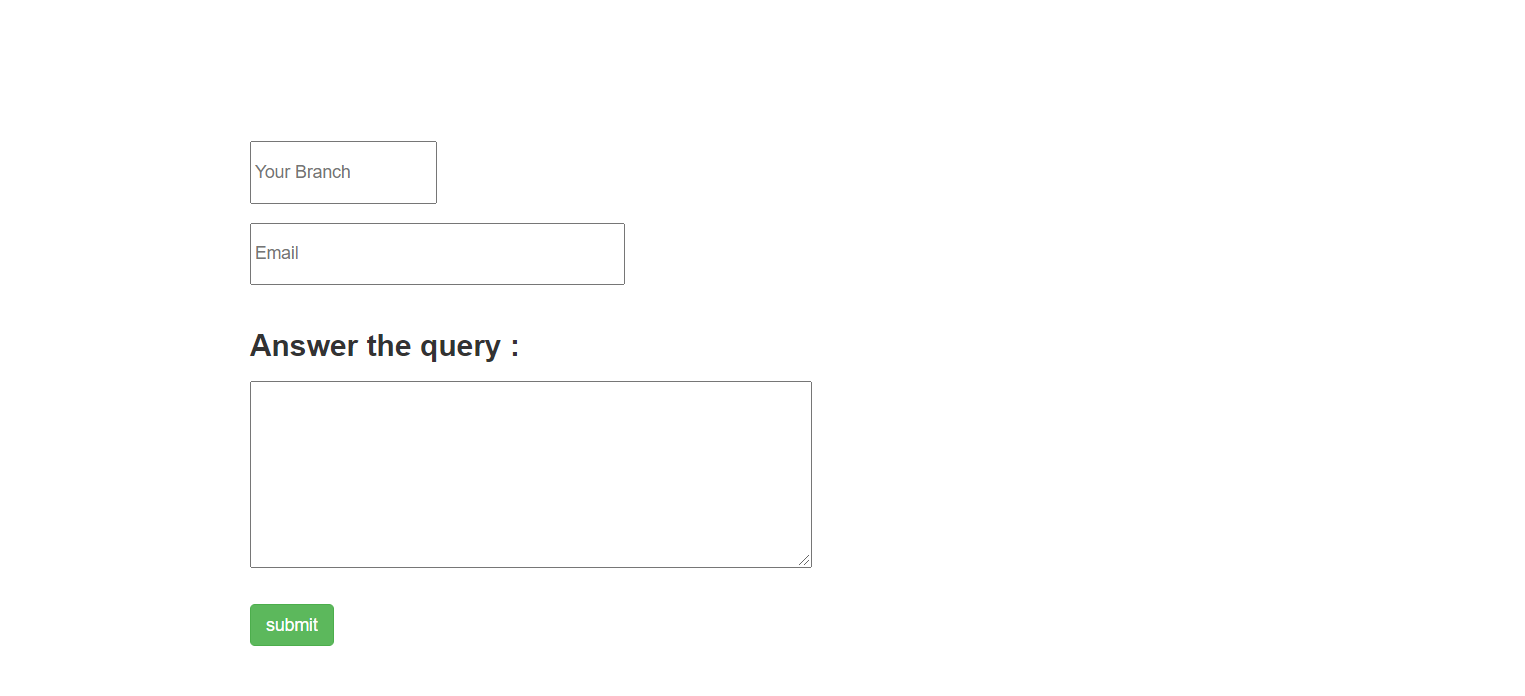 Your Branch
Email
Answer the query :
submit